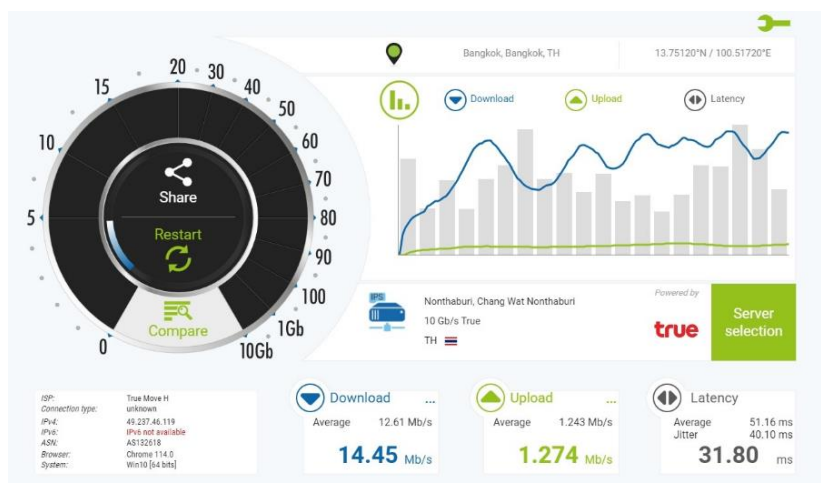 Bangkok, Bangkok, TH
13.75120°N / 100.51720°E
Download
Upload
Latency
0
5
10
15
20
30
40
50
60
70
80
90
100
1Gb
10Gb
Share
Restart
Compare
IPS
Nonthaburi, Chang Wat Nonthaburi
10 Gb/s True
TH
Powered by
true
Server
selection
ISP: True Move H
Connection type: unknown
IPv4: 49.237.46.119
IPv6: IPv6 not available
ASN: AS132618
Browser: Chrome 114.0
System: Win10 [64 bits]
Download ...
Average 12.61 Mb/s
14.45 Mb/s
Upload ...
Average 1.243 Mb/s
1.274 Mb/s
Latency
Average 51.16 ms
Jitter 40.10 ms
31.80 ms